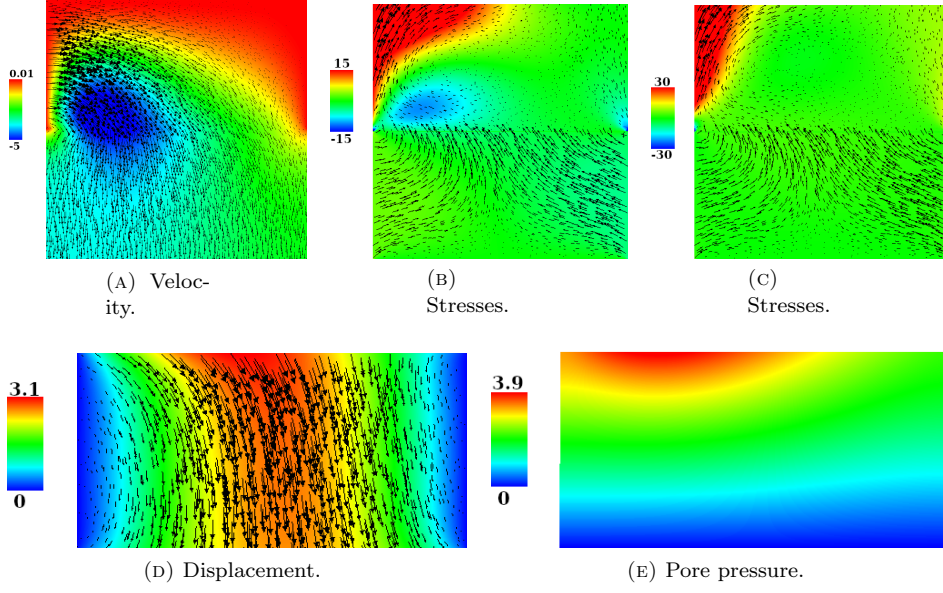 0.01
-5
15
-15
30
-30
(A) Veloc-
ity.
(B)
Stresses.
(C)
Stresses.
3.1
0
3.9
0
(D) Displacement.
(E) Pore pressure.